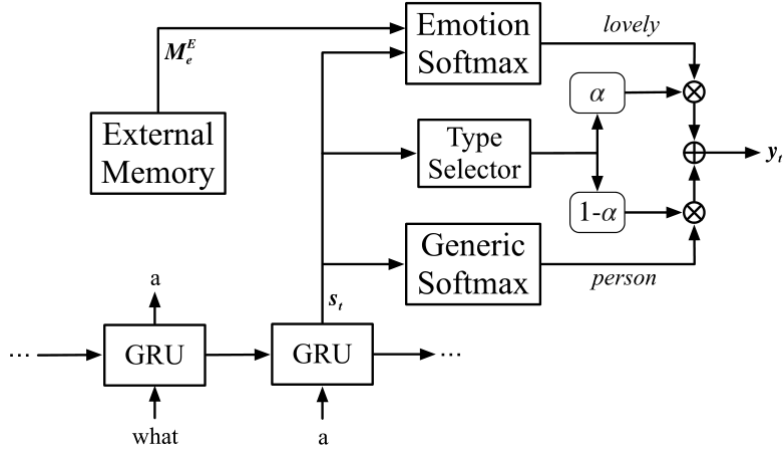 Emotion
Softmax
lovely
M_e^E
α
External
Memory
Type
Selector
y_t
1-α
Generic
Softmax
person
a
s_t
... GRU GRU ...
what
a